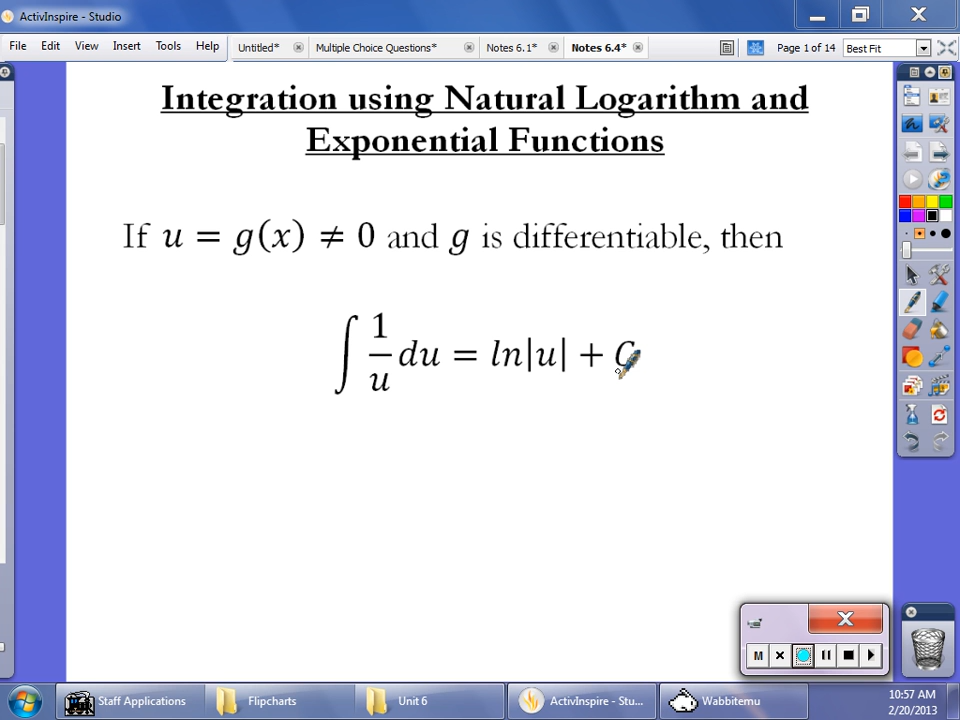 ActivInspire - Studio
File Edit View Insert Tools Help Untitled* Multiple Choice Questions* Notes 6.1* Notes 6.4* Page 1 of 14 Best Fit
Integration using Natural Logarithm and
Exponential Functions
If u = g(x) ≠ 0 and g is differentiable, then
∫ 1/u du = ln|u| + C
M
Staff Applications Flipcharts Unit 6 ActivInspire - Stu... Wabbitemu 10:57 AM
2/20/2013